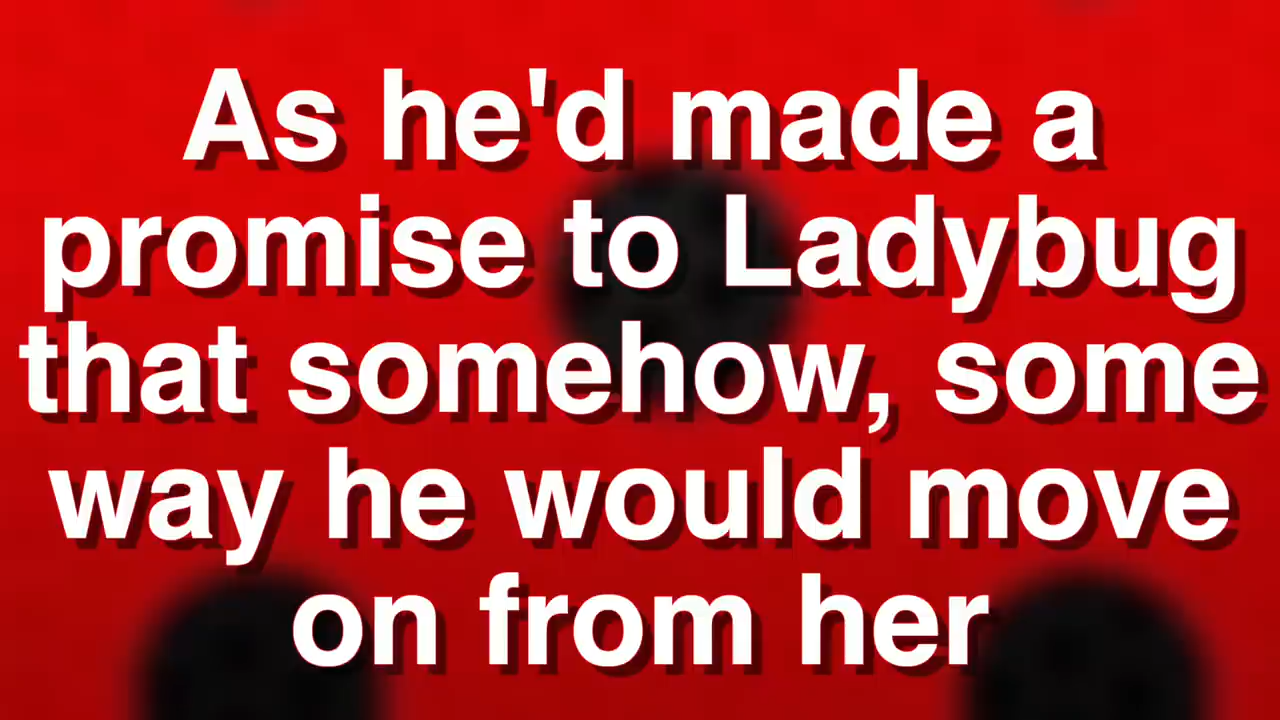 As he'd made a
promise to Ladybug
that somehow, some
way he would move
on from her